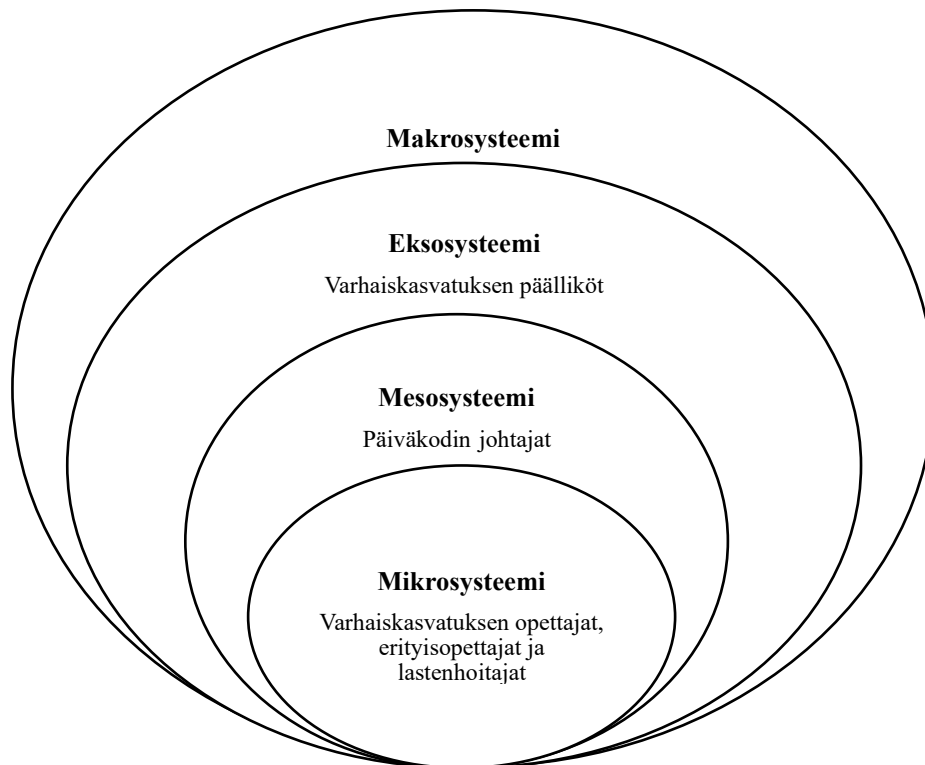 Makrosysteemi
Eksosysteemi
Varhaiskasvatuksen päälliköt
Mesosysteemi
Päiväkodin johtajat
Mikrosysteemi
Varhaiskasvatuksen opettajat,
erityisopettajat ja
lastenhoitajat